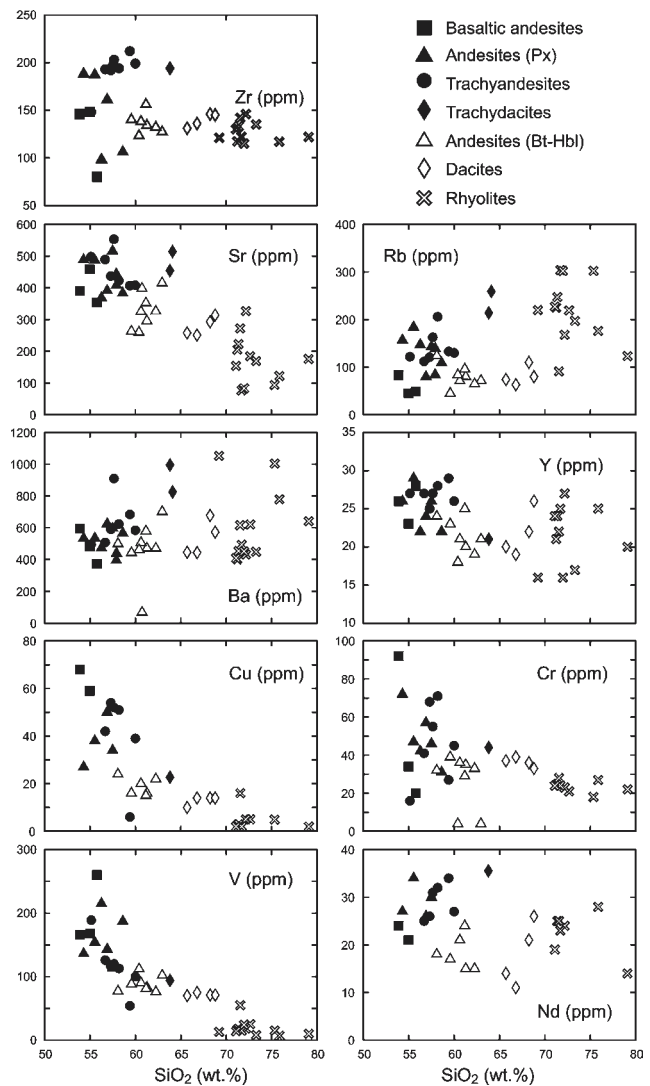 Basaltic andesites
Andesites (Px)
Trachyandesites
Trachydacites
Andesites (Bt-Hbl)
Dacites
Rhyolites
250
200
150
100
50
Zr (ppm)
600
500
400
300
200
100
0
Sr (ppm)
400
300
200
100
0
Rb (ppm)
1200
1000
800
600
400
200
0
Ba (ppm)
35
30
25
20
15
10
Y (ppm)
80
60
40
20
0
Cu (ppm)
100
80
60
40
20
0
Cr (ppm)
300
200
100
0
V (ppm)
50 55 60 65 70 75 80
SiO2 (wt.%)
40
30
20
10
0
Nd (ppm)
50 55 60 65 70 75 80
SiO2 (wt.%)